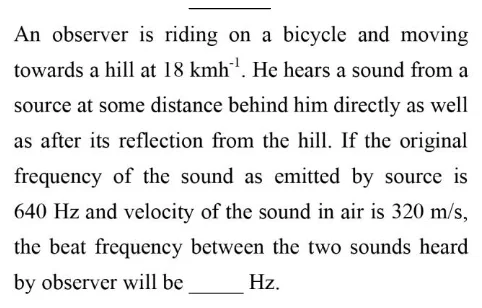 An observer is riding on a bicycle and moving
towards a hill at 18 kmh⁻¹. He hears a sound from a
source at some distance behind him directly as well
as after its reflection from the hill. If the original
frequency of the sound as emitted by source is
640 Hz and velocity of the sound in air is 320 m/s,
the beat frequency between the two sounds heard
by observer will be _____ Hz.